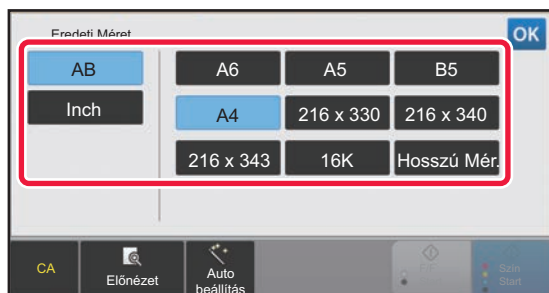 Eredeti Méret
OK
AB
A6
A5
B5
Inch
A4
216 x 330
216 x 340
216 x 343
16K
Hosszú Mér.
CA
Előnézet
Auto
beállítás
Szín
Start